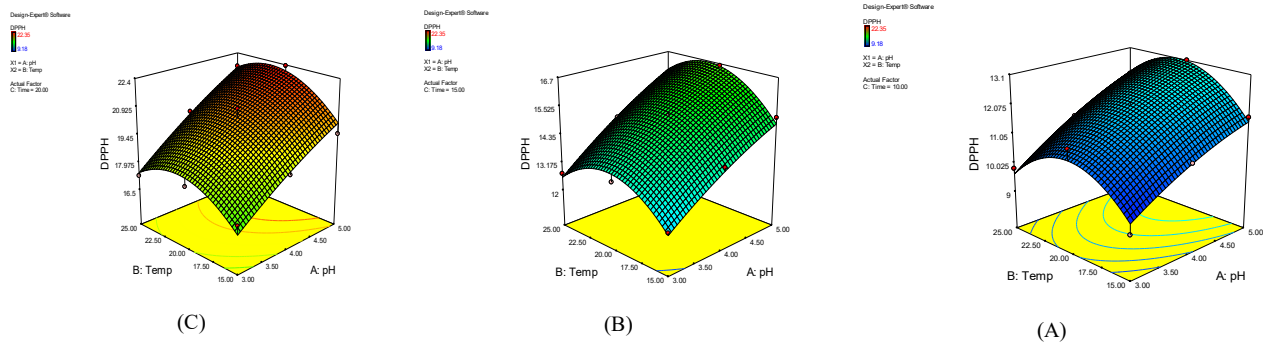 Design-Expert® Software
DPPH
22.35
9.18
X1 = A: pH
X2 = B: Temp
Actual Factor
C: Time = 20.00
22.4
20.925
19.45
17.975
16.5
DPPH
25.00
22.50
20.00
17.50
15.00
3.00
3.50
4.00
4.50
5.00
B: Temp
A: pH
(C)
Design-Expert® Software
DPPH
22.35
9.18
X1 = A: pH
X2 = B: Temp
Actual Factor
C: Time = 15.00
16.7
15.525
14.35
13.175
12
DPPH
25.00
22.50
20.00
17.50
15.00
3.00
3.50
4.00
4.50
5.00
B: Temp
A: pH
(B)
Design-Expert® Software
DPPH
22.35
9.18
X1 = A: pH
X2 = B: Temp
Actual Factor
C: Time = 10.00
13.1
12.075
11.05
10.025
9
DPPH
25.00
22.50
20.00
17.50
15.00
3.00
3.50
4.00
4.50
5.00
B: Temp
A: pH
(A)